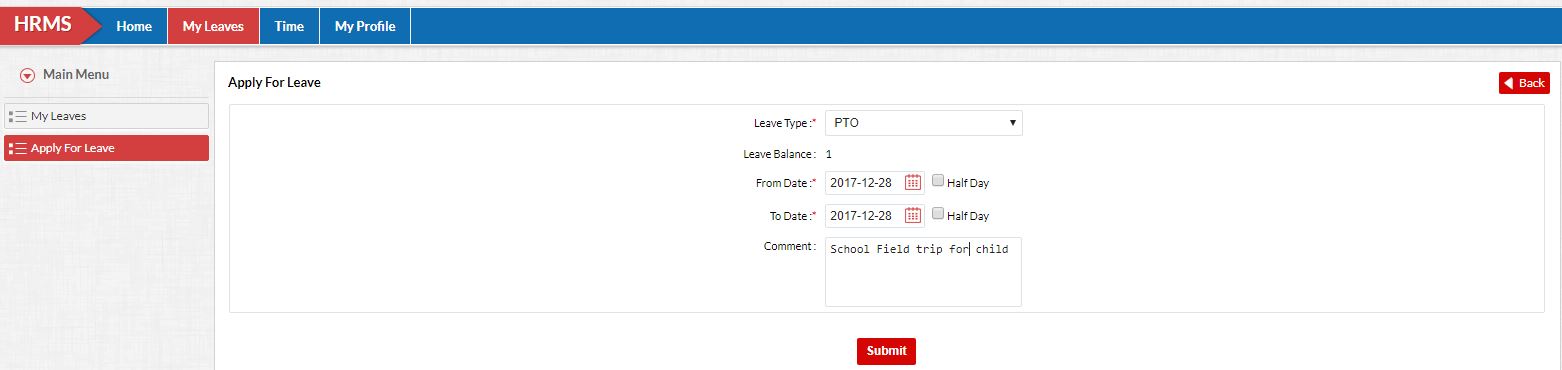 HRMS Home My Leaves Time My Profile
Main Menu
My Leaves
Apply For Leave
Apply For Leave
Back
Leave Type :* PTO
Leave Balance : 1
From Date :* 2017-12-28 Half Day
To Date :* 2017-12-28 Half Day
Comment : School Field trip for child
Submit